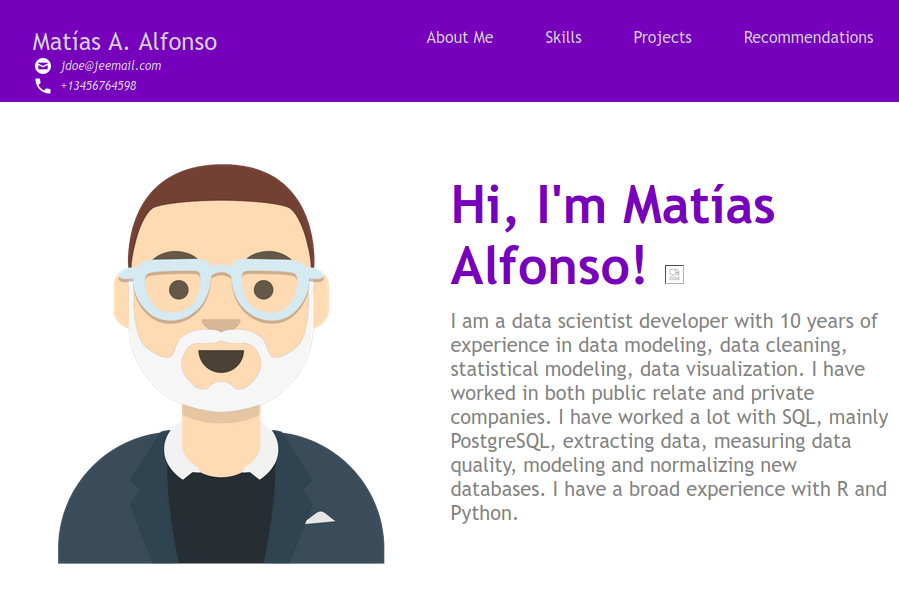 Matías A. Alfonso
jdoe@jeemail.com
+13456764598
About Me
Skills
Projects
Recommendations
Hi, I'm Matías
Alfonso!
I am a data scientist developer with 10 years of
experience in data modeling, data cleaning,
statistical modeling, data visualization. I have
worked in both public relate and private
companies. I have worked a lot with SQL, mainly
PostgreSQL, extracting data, measuring data
quality, modeling and normalizing new
databases. I have a broad experience with R and
Python.